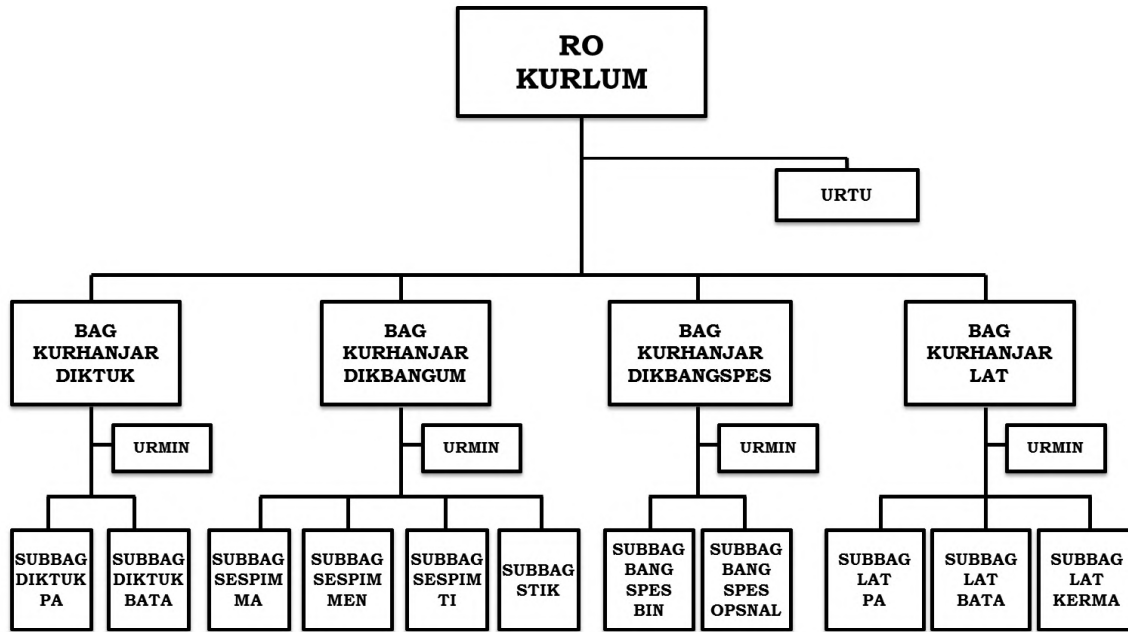 RO
KURLUM
URTU
BAG
KURHANJAR
DIKTUK
BAG
KURHANJAR
DIKBANGUM
BAG
KURHANJAR
DIKBANGSPES
BAG
KURHANJAR
LAT
URMIN
URMIN
URMIN
URMIN
SUBBAG
DIKTUK
PA
SUBBAG
DIKTUK
BATA
SUBBAG
SESPIM
MA
SUBBAG
SESPIM
MEN
SUBBAG
SESPIM
TI
SUBBAG
STIK
SUBBAG
BANG
SPES
BIN
SUBBAG
BANG
SPES
OPSNAL
SUBBAG
LAT
PA
SUBBAG
LAT
BATA
SUBBAG
LAT
KERMA